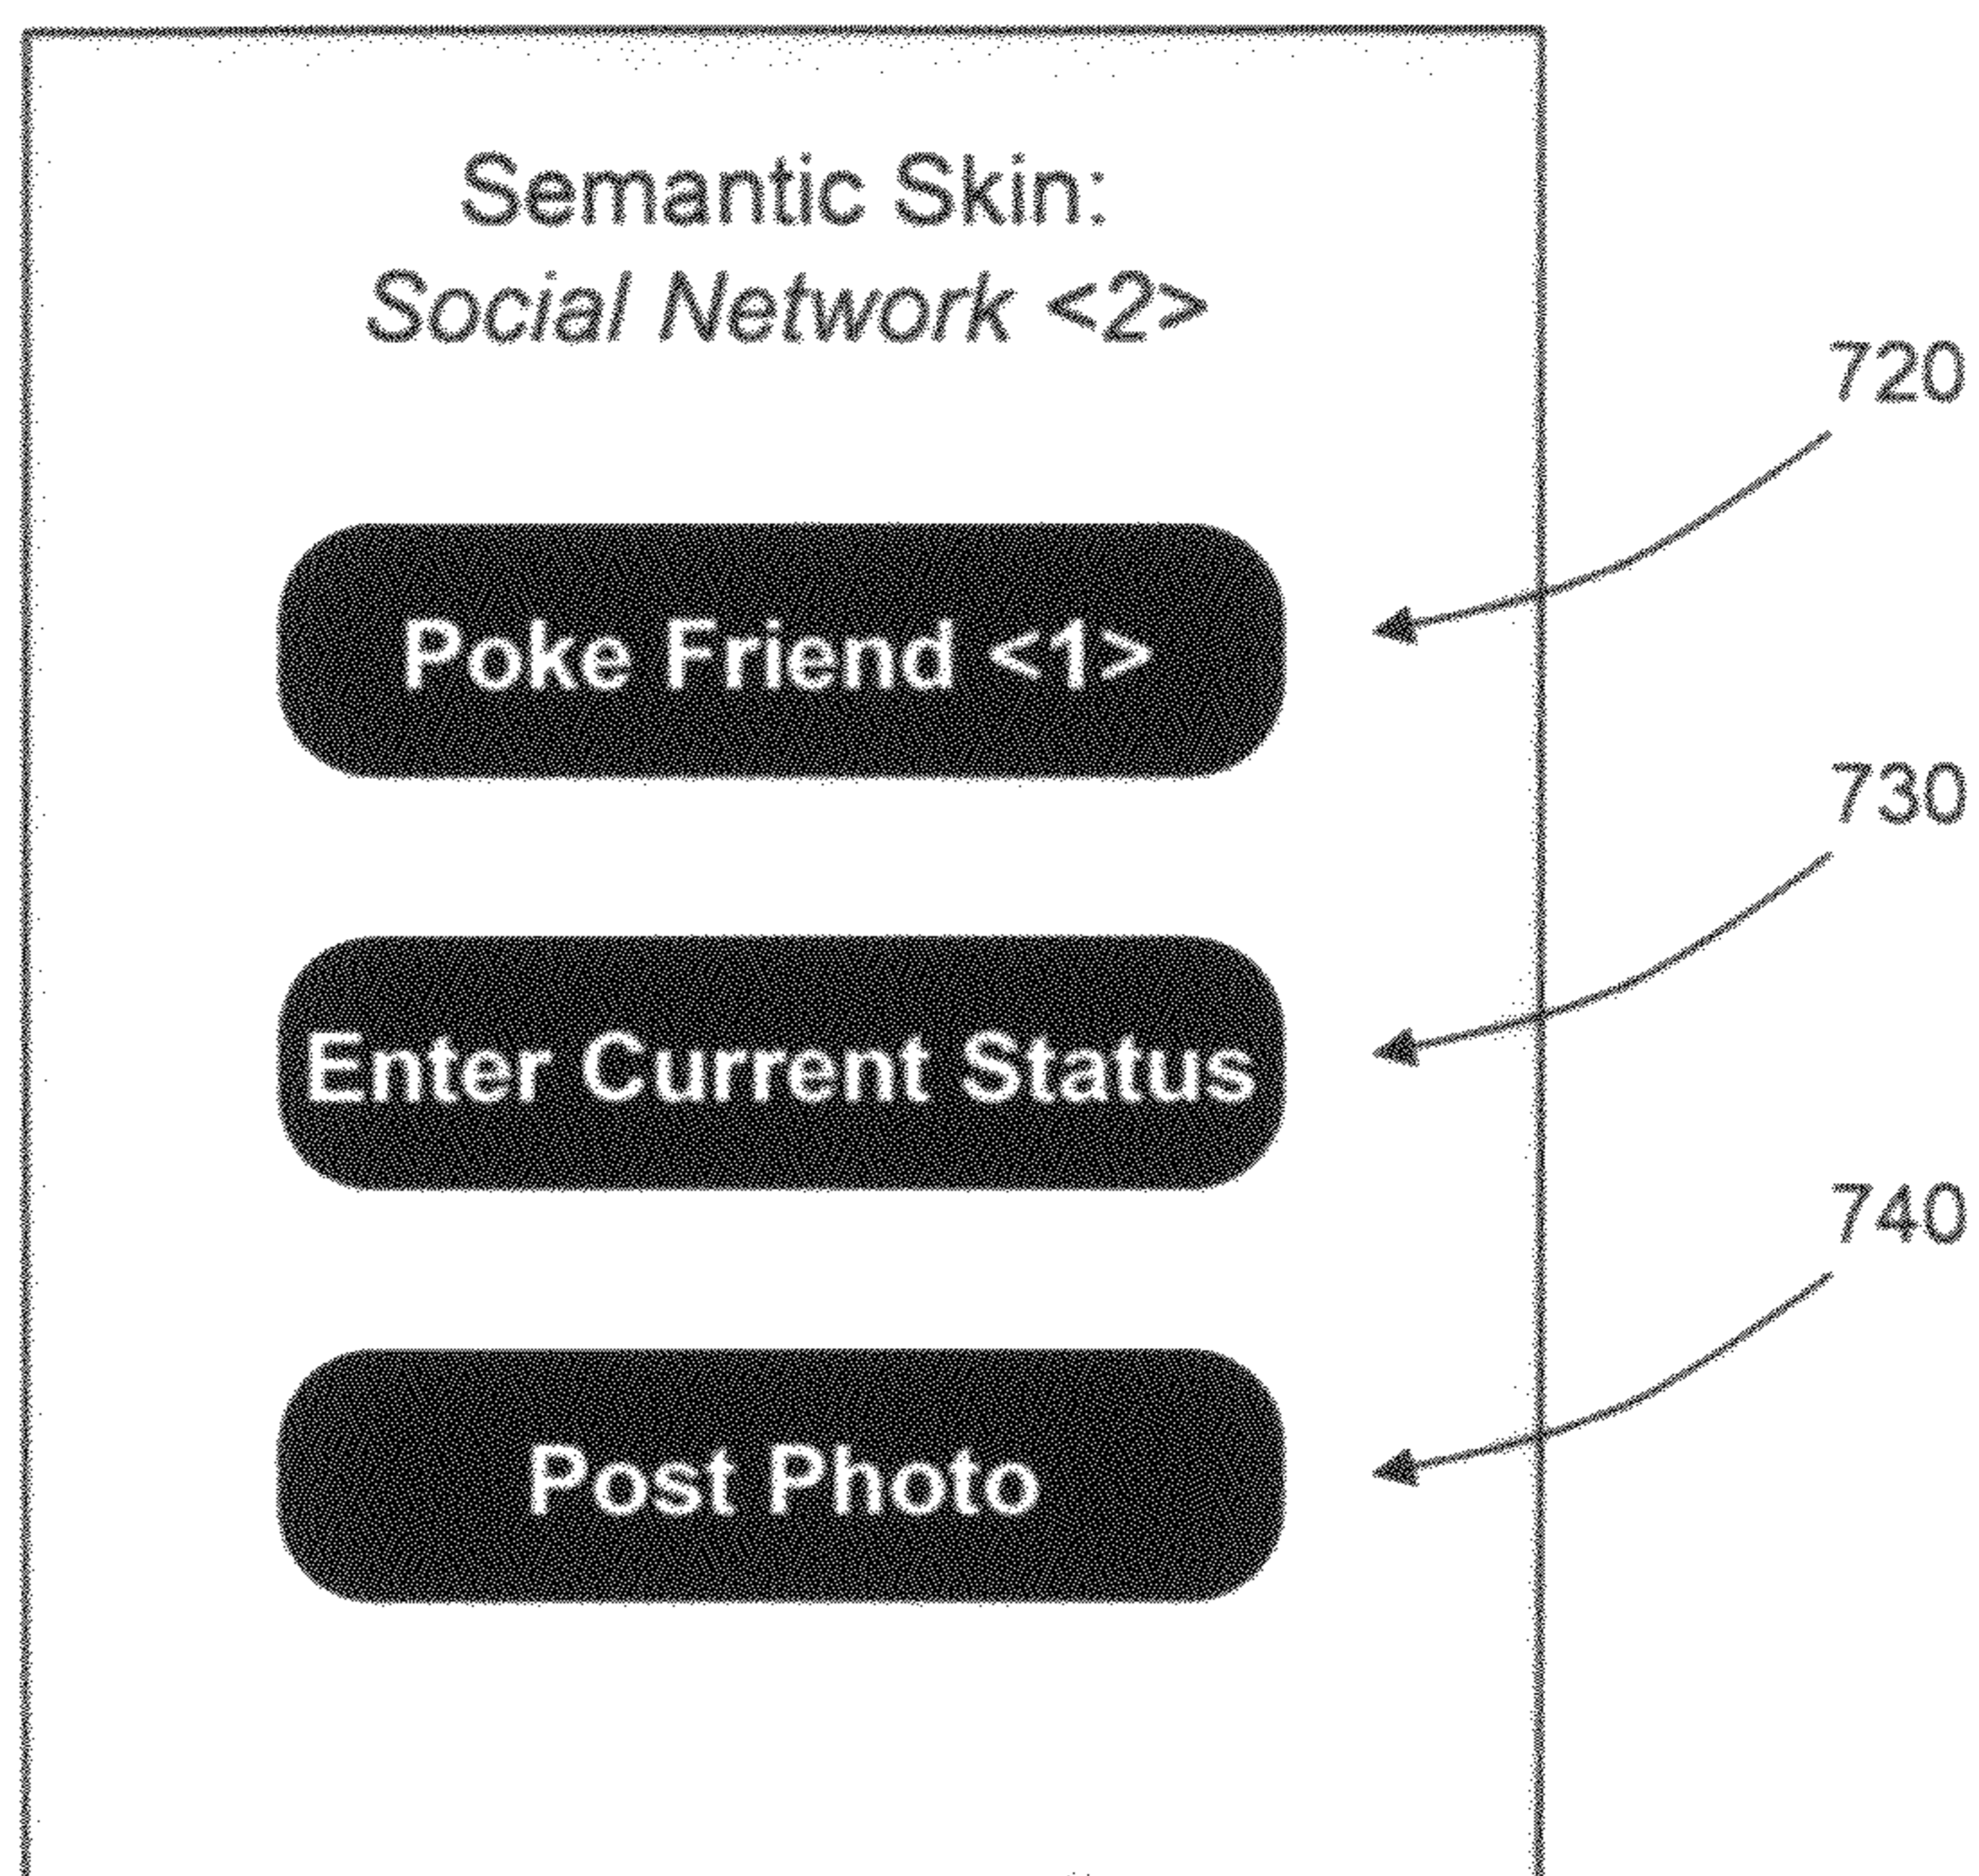 Semantic Skin:
Social Network <2>
720
Poke Friend <1>
730
Enter Current Status
740
Post Photo